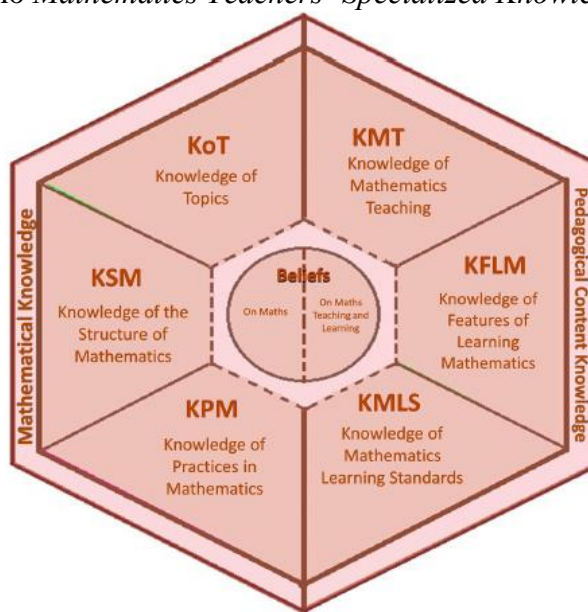 Mathematics Teachers' Specialized
KoT
Knowledge of
Topics
KMT
Knowledge of
Mathematics
Teaching
Mathematical Knowledge
KSM
Knowledge of the
Structure of
Mathematics
Beliefs
On Maths
On Maths
Teaching and
Learning
KFLM
Knowledge of
Features of
Learning
Mathematics
Pedagogical Content Knowledge
KPM
Knowledge of
Practices in
Mathematics
KMLS
Knowledge of
Mathematics
Learning Standards